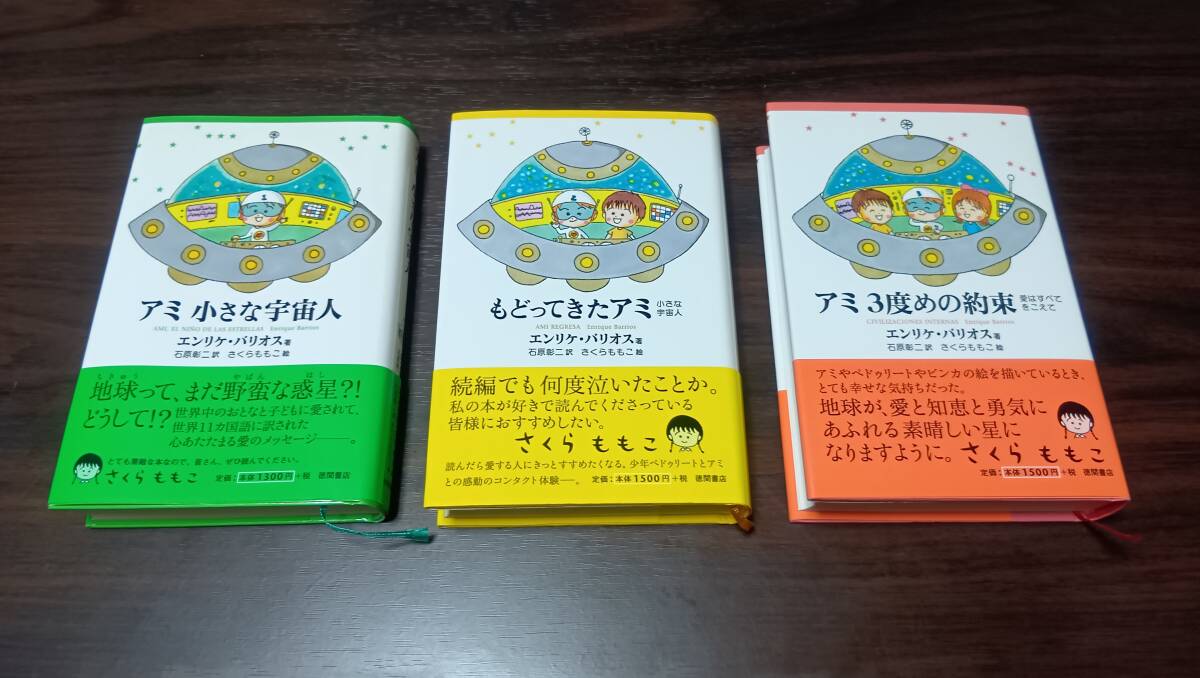 アミ 小さな宇宙人
AMI, EL NIÑO DE LAS ESTRELLAS Enrique Barrios
エンリケ・バリオス著
石原彰二訳 さくらももこ絵
ちきゅう やばん ほし
地球って、まだ野蛮な惑星?!
どうして!?
世界中のおとなと子どもに愛されて、
世界11カ国語に訳された
心あたたまる愛のメッセージ——。
とても素敵な本なので、皆さん、ぜひ読んでください。
さくらももこ
定価:本体1300円+税 徳間書店
もどってきたアミ 小さな
宇宙人
AMI REGRESA Enrique Barrios
エンリケ・バリオス著
石原彰二訳 さくらももこ絵
続編でも何度泣いたことか。
私の本が好きで読んでくださっている
皆様におすすめしたい。
さくらももこ
読んだら愛する人にきっとすすめたくなる。少年ペドゥリートとアミ
との感動のコンタクト体験—。 定価:本体1500円+税 徳間書店
アミ 3度めの約束 愛はすべて
をこえて
CIVILIZACIONES INTERNAS Enrique Barrios
エンリケ・バリオス著
石原彰二訳 さくらももこ絵
アミやペドゥリートやビンカの絵を描いているとき、
とても幸せな気持ちだった。
地球が、愛と知恵と勇気に
あふれる素晴しい星に
なりますように。さくらももこ
定価:本体1500円+税 徳間書店